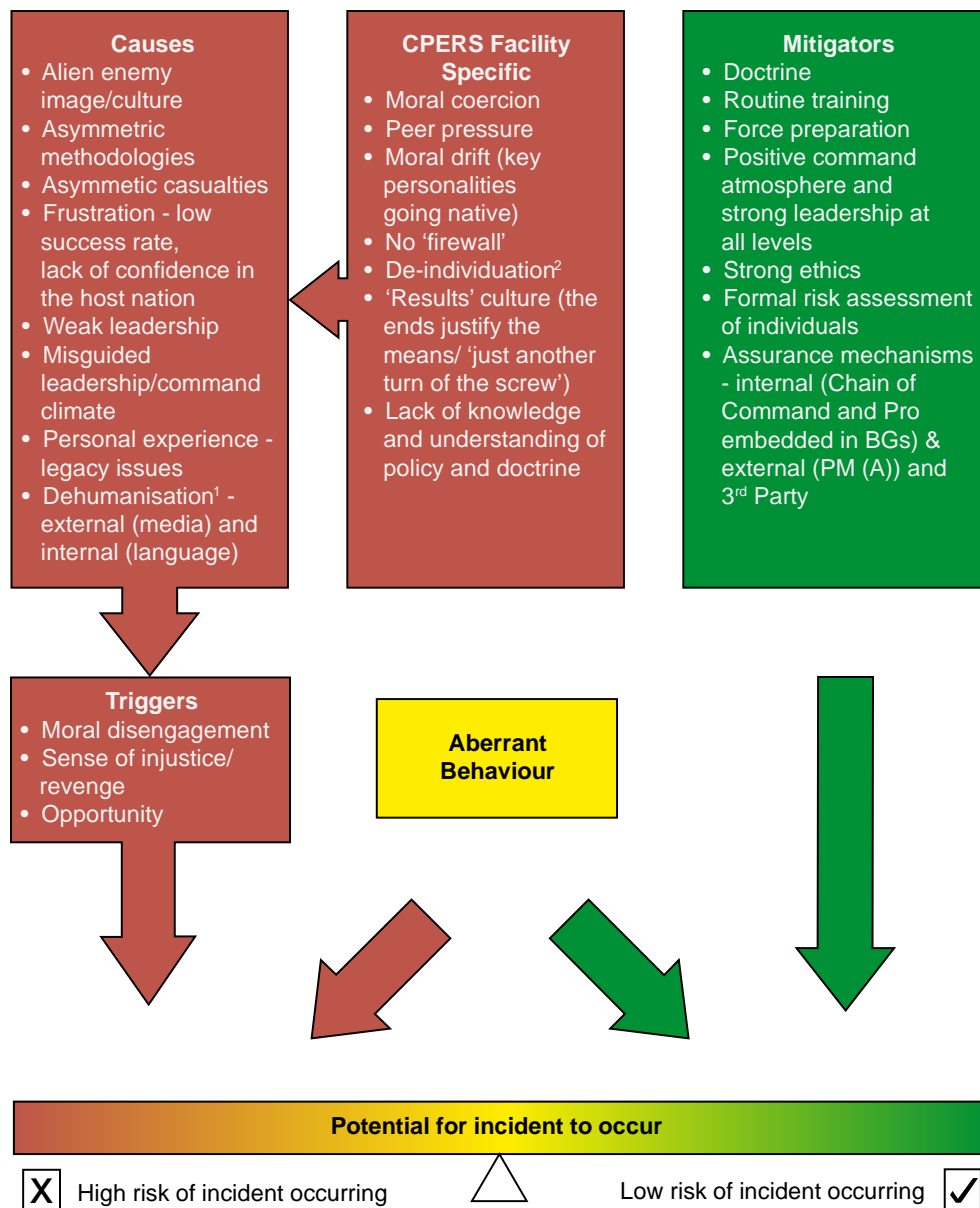 Causes
• Alien enemy
image/culture
• Asymmetric
methodologies
• Asymmetic casualties
• Frustration - low
success rate,
lack of confidence in
the host nation
• Weak leadership
• Misguided
leadership/command
climate
• Personal experience -
legacy issues
• Dehumanisation¹ -
external (media) and
internal (language)
CPERS Facility
Specific
• Moral coercion
• Peer pressure
• Moral drift (key
personalities
going native)
• No ‘firewall’
• De-individuation²
• ‘Results’ culture (the
ends justify the
means/ ‘just another
turn of the screw’)
• Lack of knowledge
and understanding of
policy and doctrine
Mitigators
• Doctrine
• Routine training
• Force preparation
• Positive command
atmosphere and
strong leadership at
all levels
• Strong ethics
• Formal risk assessment
of individuals
• Assurance mechanisms
- internal (Chain of
Command and Pro
embedded in BGs) &
external (PM (A)) and
3rd Party
Triggers
• Moral disengagement
• Sense of injustice/
revenge
• Opportunity
Aberrant
Behaviour
Potential for incident to occur
X High risk of incident occurring
Low risk of incident occurring ✓